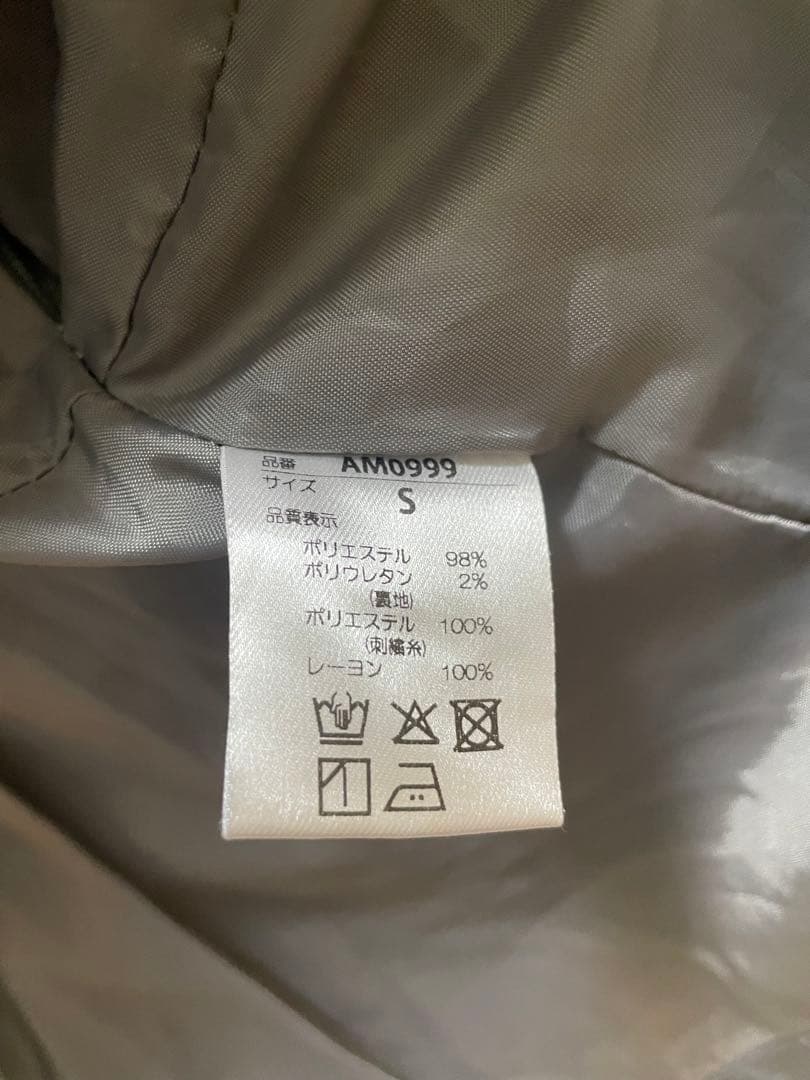 品番 AM0999
サイズ S
品質表示
ポリエステル 98%
ポリウレタン 2%
(裏地)
ポリエステル 100%
(刺繍糸)
レーヨン 100%